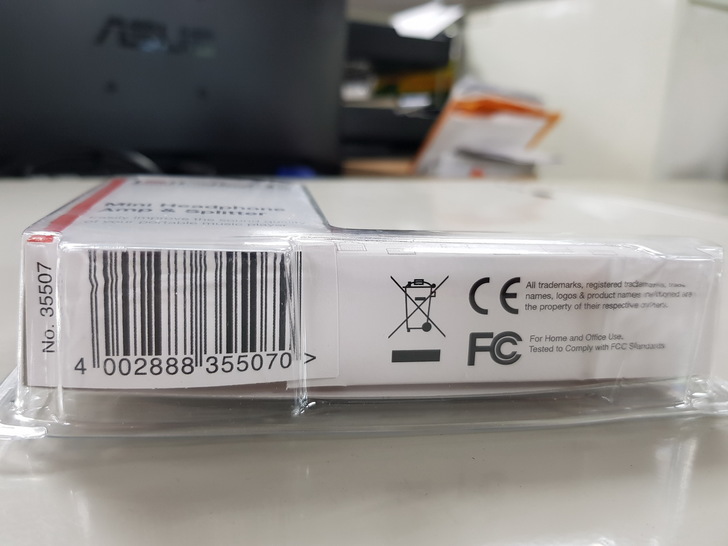 ASUS
Mini Headphone
Amp & Splitter
No. 35507
4 002888 355070 >
CE
All trademarks, registered
names, logos & product names mentioned are
the property of their respective owners.
FC
For Home and Office Use.
Tested to Comply with FCC Standards